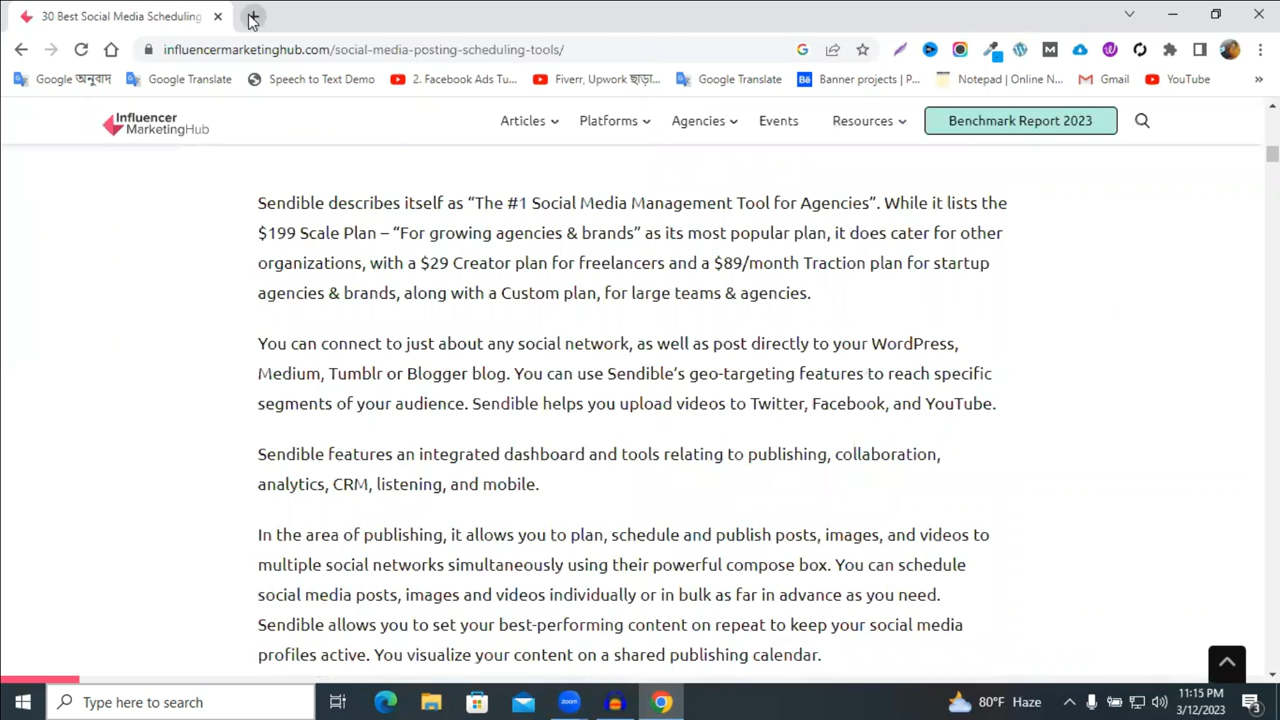 30 Best Social Media Scheduling
influencermarketinghub.com/social-media-posting-scheduling-tools/
Google অনুবাদ
Google Translate
Speech to Text Demo
2. Facebook Ads Tu...
Fiverr, Upwork ছাড়া...
Google Translate
Banner projects | P...
Notepad | Online N...
Gmail
YouTube
»
Influencer
MarketingHub
Articles
Platforms
Agencies
Events
Resources
Benchmark Report 2023
Sendible describes itself as “The #1 Social Media Management Tool for Agencies”. While it lists the
$199 Scale Plan – “For growing agencies & brands” as its most popular plan, it does cater for other
organizations, with a $29 Creator plan for freelancers and a $89/month Traction plan for startup
agencies & brands, along with a Custom plan, for large teams & agencies.
You can connect to just about any social network, as well as post directly to your WordPress,
Medium, Tumblr or Blogger blog. You can use Sendible’s geo-targeting features to reach specific
segments of your audience. Sendible helps you upload videos to Twitter, Facebook, and YouTube.
Sendible features an integrated dashboard and tools relating to publishing, collaboration,
analytics, CRM, listening, and mobile.
In the area of publishing, it allows you to plan, schedule and publish posts, images, and videos to
multiple social networks simultaneously using their powerful compose box. You can schedule
social media posts, images and videos individually or in bulk as far in advance as you need.
Sendible allows you to set your best-performing content on repeat to keep your social media
profiles active. You visualize your content on a shared publishing calendar.
Type here to search
zoom
80°F Haze
11:15 PM
3/12/2023
3